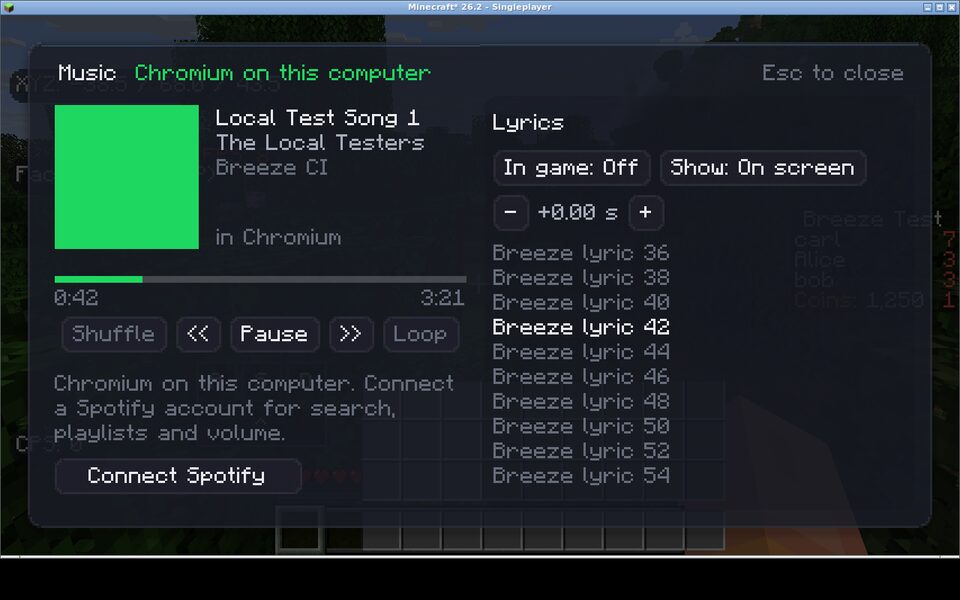 Minecraft* 26.2 - Singleplayer
Music Chromium on this computer
Esc to close
Local Test Song 1
The Local Testers
Breeze CI
in Chromium
0:42
3:21
Shuffle << Pause >> Loop
Chromium on this computer. Connect
a Spotify account for search,
playlists and volume.
Connect Spotify
Lyrics
In game: Off
Show: On screen
- +0.00 s +
Breeze lyric 36
Breeze lyric 38
Breeze lyric 40
Breeze lyric 42
Breeze lyric 44
Breeze lyric 46
Breeze lyric 48
Breeze lyric 50
Breeze lyric 52
Breeze lyric 54
Breeze Test
carl 7
Alice 3
bob 3
Coins: 1,250 1